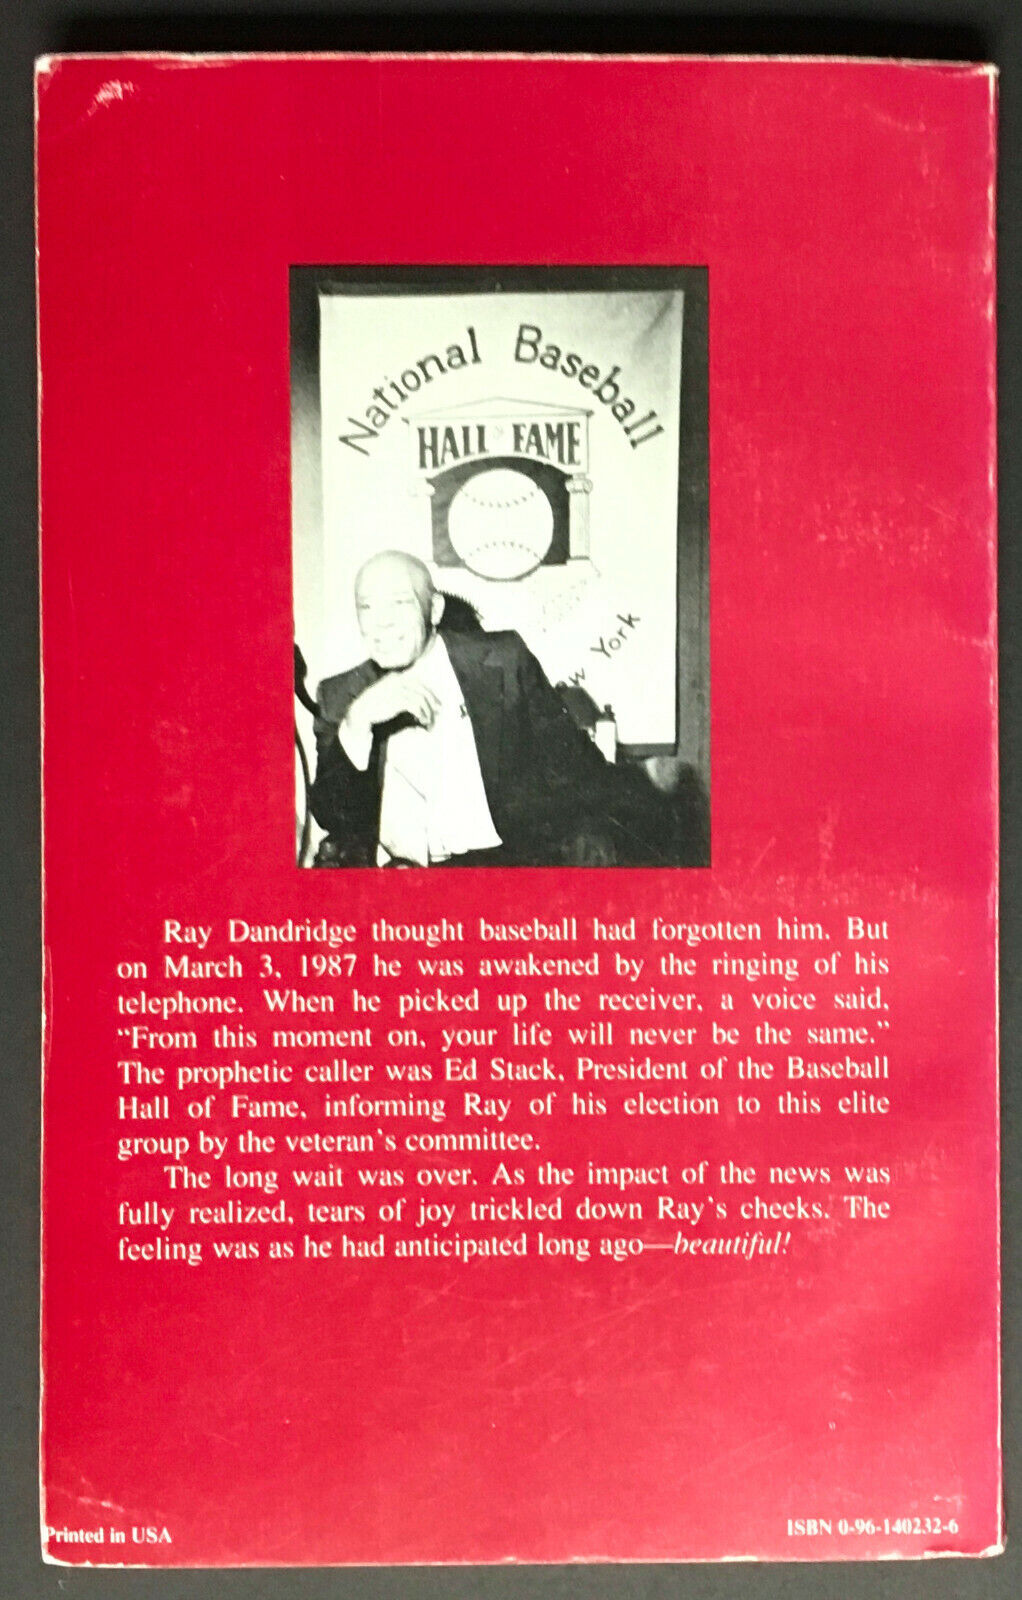 National Baseball
HALL OF FAME
York
Ray Dandridge thought baseball had forgotten him. But
on March 3, 1987 he was awakened by the ringing of his
telephone. When he picked up the receiver, a voice said,
“From this moment on, your life will never be the same.”
The prophetic caller was Ed Stack, President of the Baseball
Hall of Fame, informing Ray of his election to this elite
group by the veteran's committee.
The long wait was over. As the impact of the news was
fully realized, tears of joy trickled down Ray's cheeks. The
feeling was as he had anticipated long ago—beautiful!
Printed in USA
ISBN 0-96-140232-6